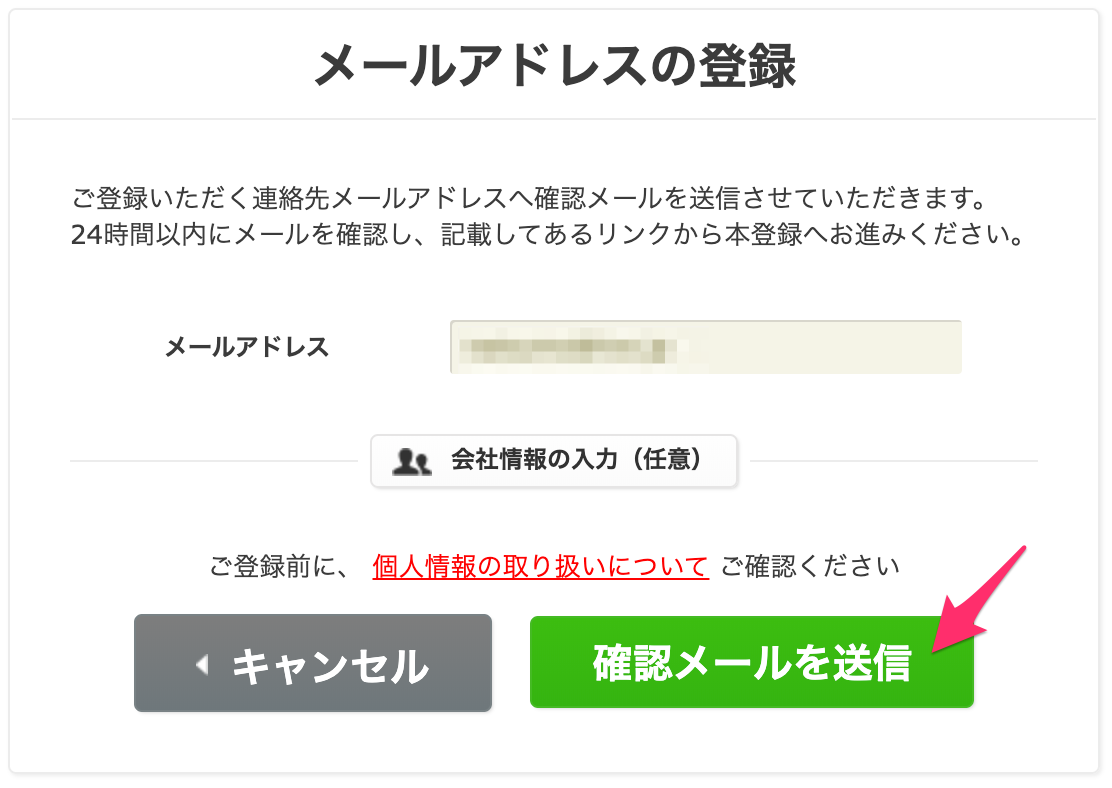 メールアドレスの登録
ご登録いただく連絡先メールアドレスへ確認メールを送信させていただきます。
24時間以内にメールを確認し、記載してあるリンクから本登録へお進みください。
メールアドレス
会社情報の入力（任意）
ご登録前に、 個人情報の取り扱いについて ご確認ください
キャンセル
確認メールを送信